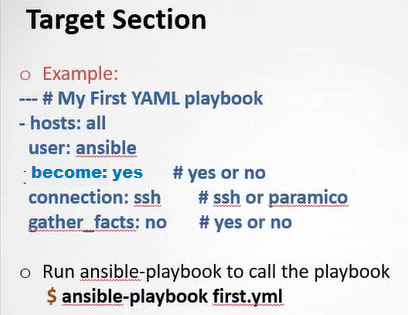 Target Section
o Example:
--- # My First YAML playbook
- hosts: all
user: ansible
become: yes # yes or no
connection: ssh # ssh or paramico
gather_facts: no # yes or no
o Run ansible-playbook to call the playbook
$ ansible-playbook first.yml